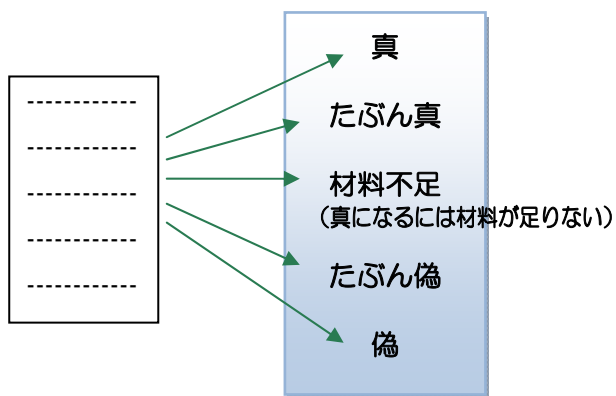 真
たぶん真
材料不足
（真になるには材料が足りない）
たぶん偽
偽